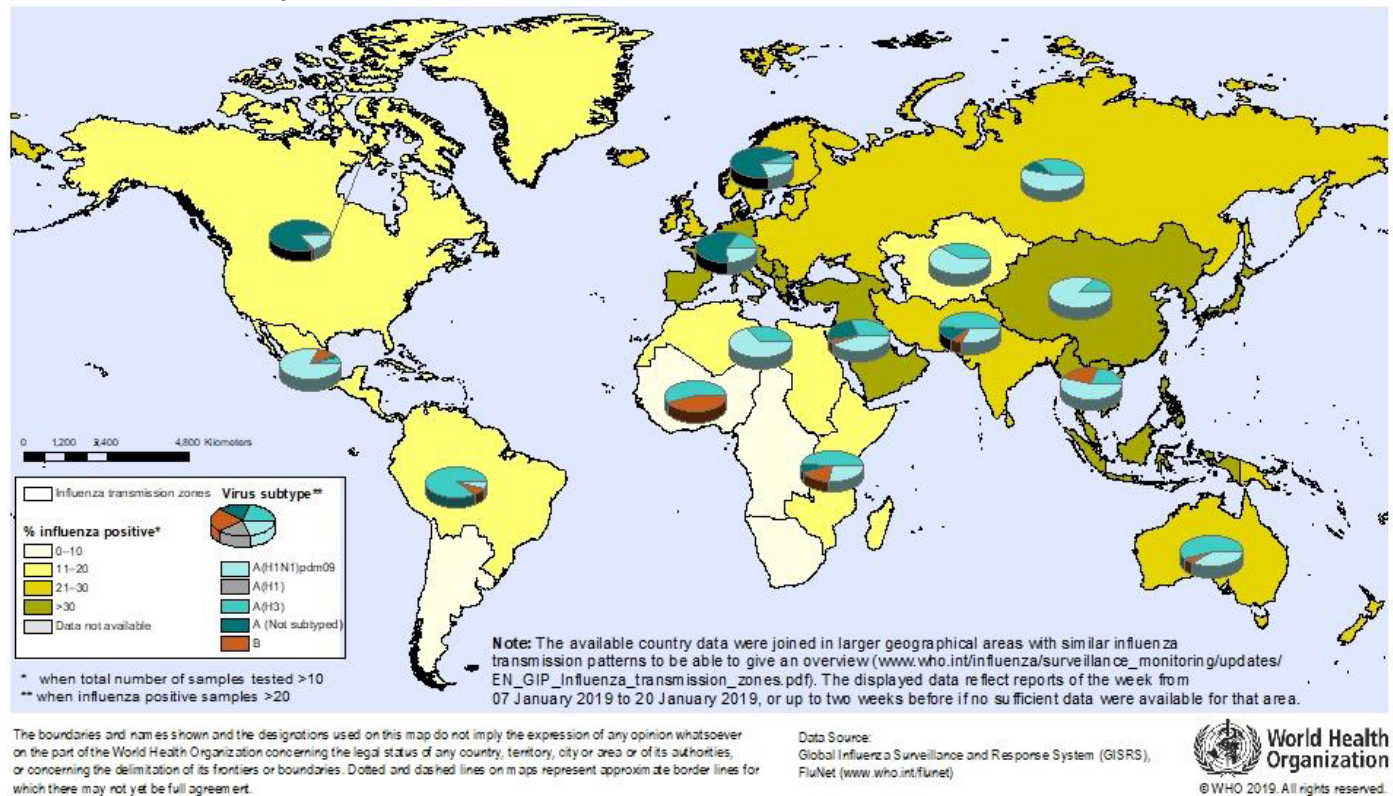 0 1,200 2,400 4,800 Kilometers
Influenza transmission zones
Virus subtype**
% influenza positive*
0–10
11–20
21–30
>30
Data not available
A(H1N1)pdm09
A(H1)
A(H3)
A (Not subtyped)
B
* when total number of samples tested >10
** when influenza positive samples >20
Note: The available country data were joined in larger geographical areas with similar influenza
transmission patterns to be able to give an overview (www.who.int/influenza/surveillance_monitoring/updates/
EN_GIP_Influenza_transmission_zones.pdf). The displayed data reflect reports of the week from
07 January 2019 to 20 January 2019, or up to two weeks before if no sufficient data were available for that area.
The boundaries and names shown and the designations used on this map do not imply the expression of any opinion whatsoever
on the part of the World Health Organization concerning the legal status of any country, territory, city or area or of its authorities,
or concerning the delimitation of its frontiers or boundaries. Dotted and dashed lines on maps represent approximate border lines for
which there may not yet be full agreement.
Data Source:
Global Influenza Surveillance and Response System (GISRS),
FluNet (www.who.int/flunet)
World Health
Organization
© WHO 2019. All rights reserved.